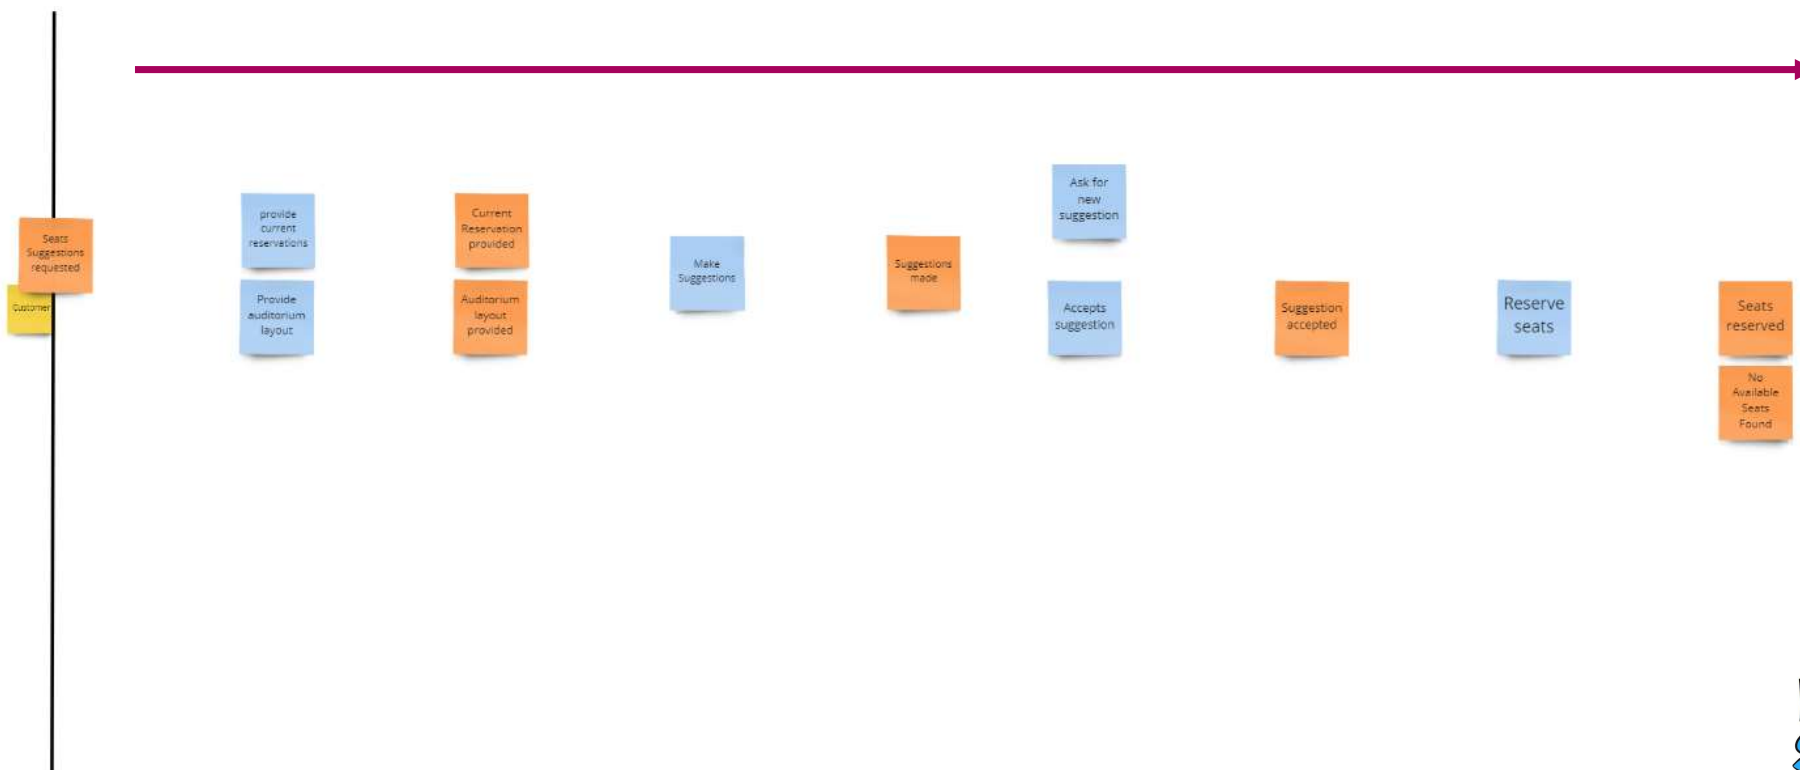 Seats
Suggestions
requested
Customer
provide
current
reservations
Provide
auditorium
layout
Current
Reservation
provided
Auditorium
layout
provided
Make
Suggestions
Suggestions
made
Ask for
new
suggestion
Accepts
suggestion
Suggestion
accepted
Reserve
seats
Seats
reserved
No
Available
Seats
Found